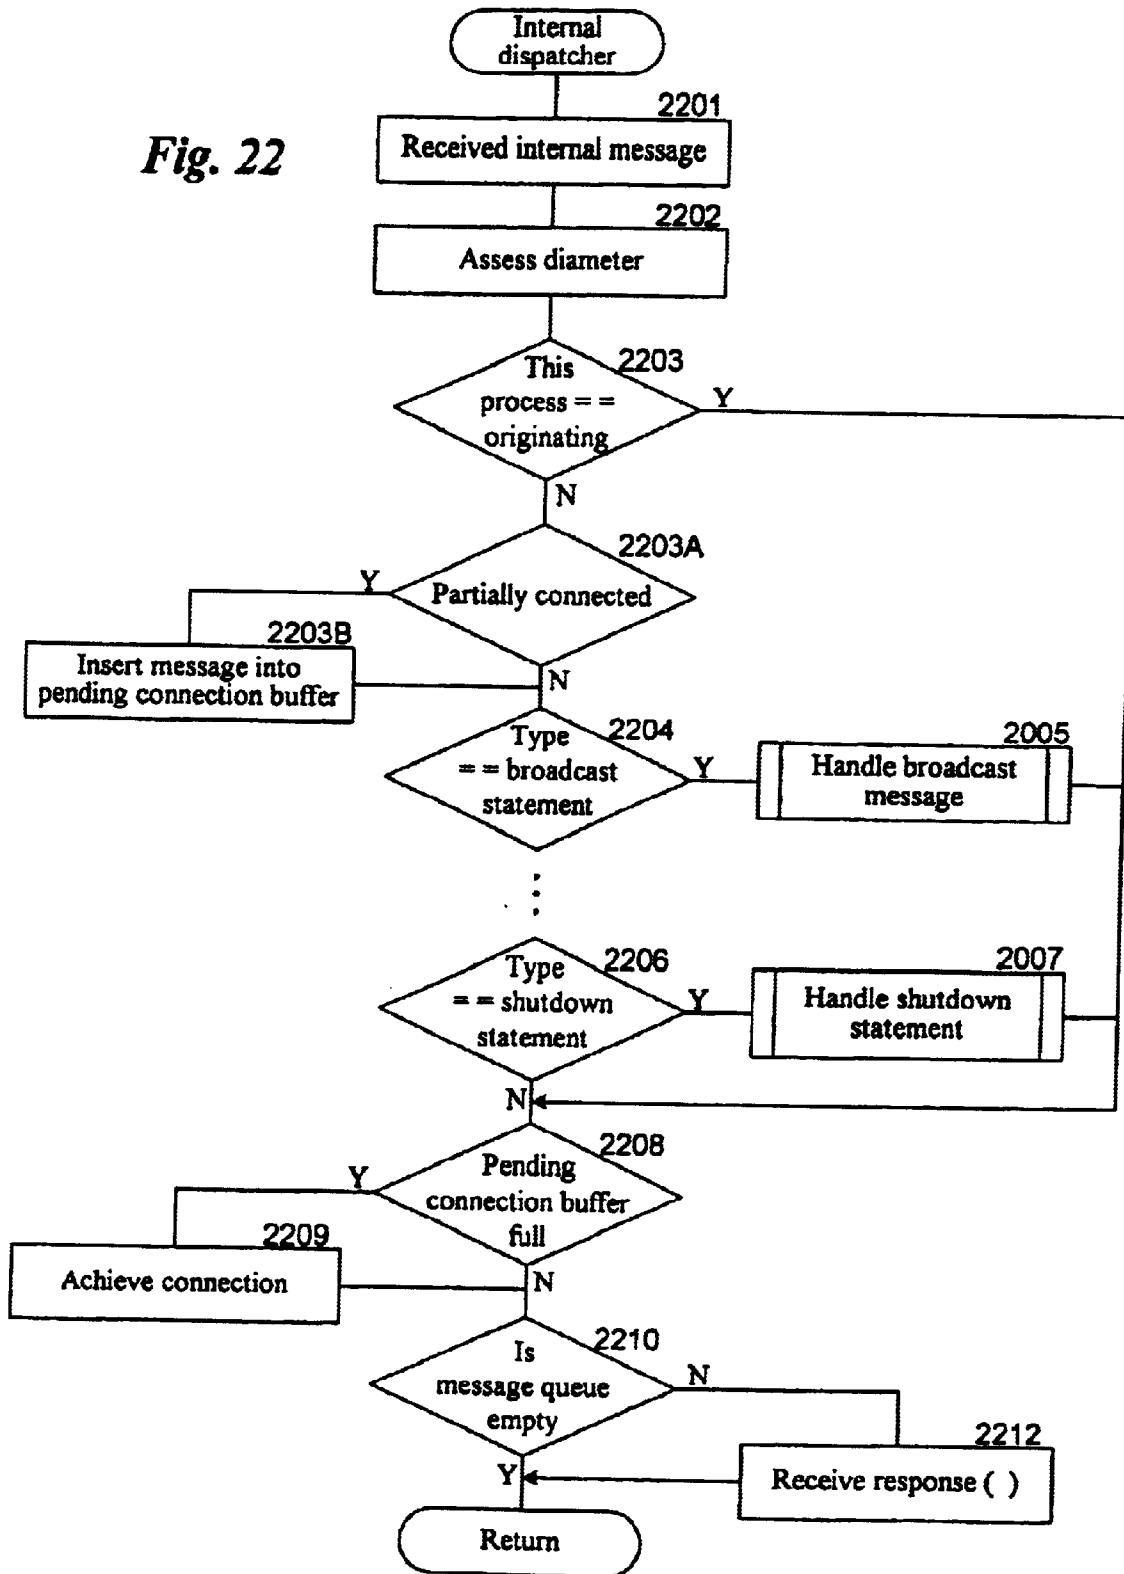 Internal
dispatcher
Fig. 22
2201
Received internal message
2202
Assess diameter
2203
This
process = =
originating
Y
N
2203A
Partially connected
Y
2203B
Insert message into
pending connection buffer
N
2204
Type
= = broadcast
statement
Y
2005
Handle broadcast
message
2206
Type
= = shutdown
statement
Y
2007
Handle shutdown
statement
N
2208
Pending
connection buffer
full
Y
2209
Achieve connection
N
2210
Is
message queue
empty
N
2212
Receive response ( )
Y
Return